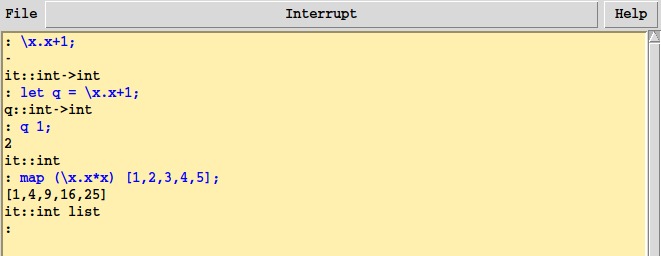 File Interrupt Help
: \x.x+1;
-
it::int->int
: let q = \x.x+1;
q::int->int
: q 1;
2
it::int
: map (\x.x*x) [1,2,3,4,5];
[1,4,9,16,25]
it::int list
: